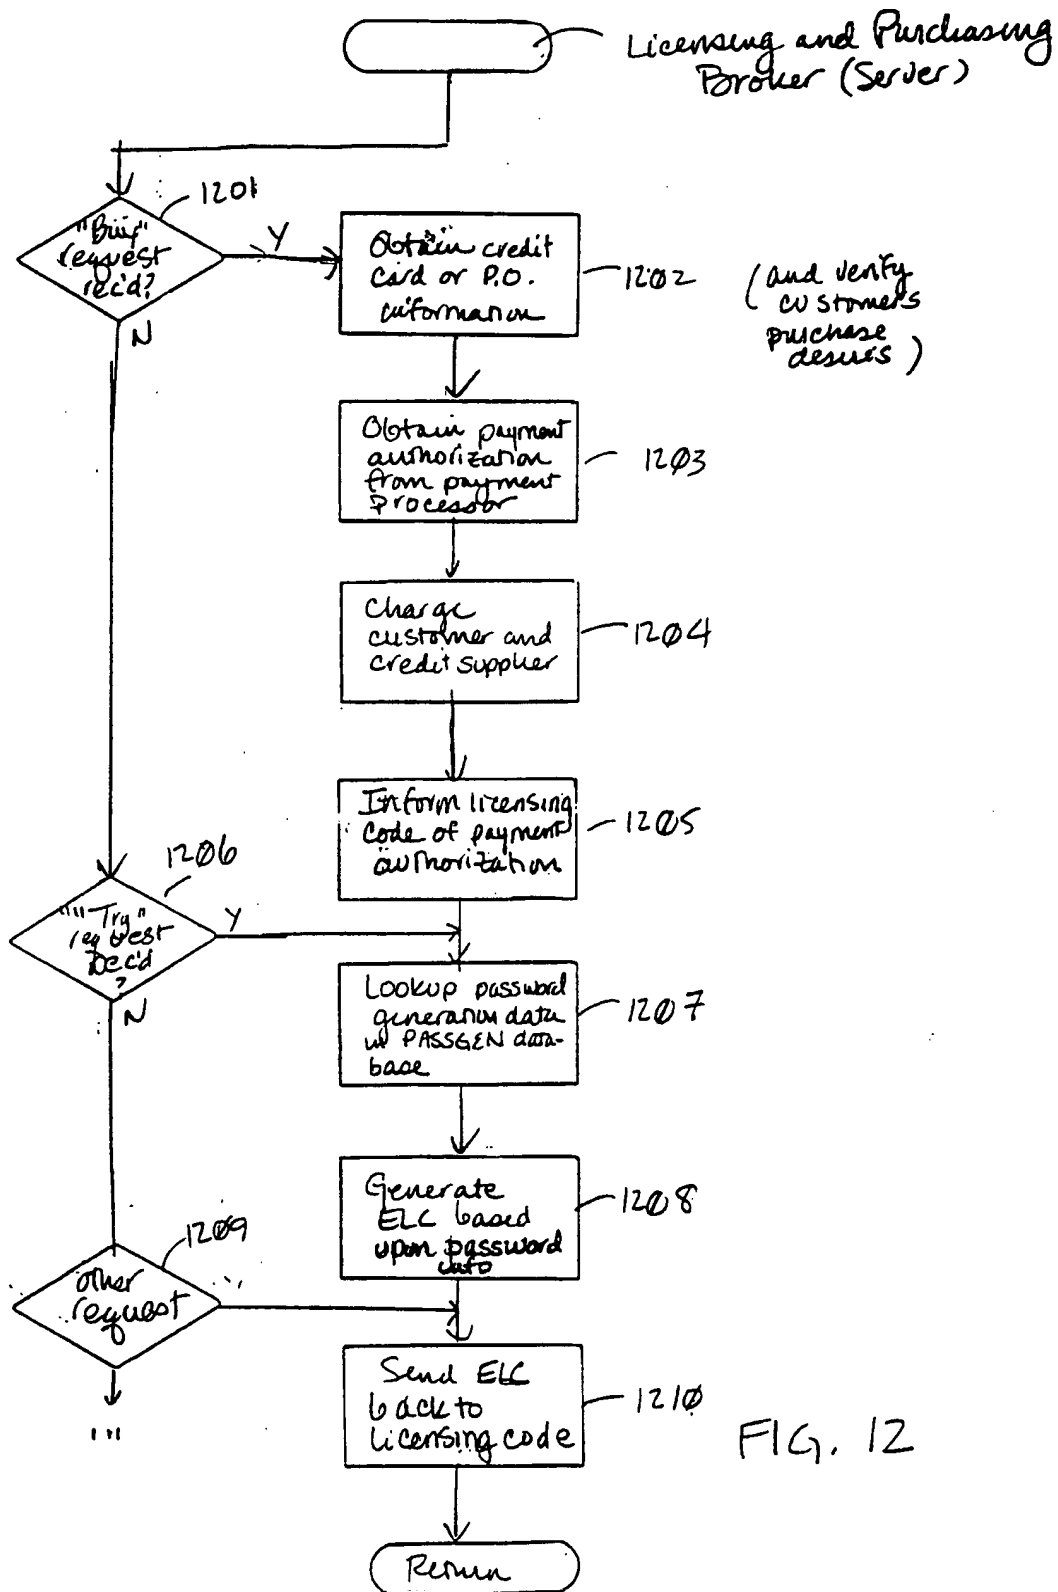 Licensing and Purchasing
Broker (Server)
1201
"Buy"
request
rec'd?
Y
N
Obtain credit
card or P.O.
information
1202
(and verify
customers
purchase
desires)
Obtain payment
authorization
from payment
Processor
1203
Charge
customer and
credit supplier
1204
Inform licensing
code of payment
authorization
1205
1206
"Try"
request
rec'd
?
Y
N
Lookup password
generation data
in PASSGEN data-
base
1207
Generate
ELC based
upon password
info
1208
1209
other
request
...
Send ELC
back to
licensing code
1210
FIG. 12
Return